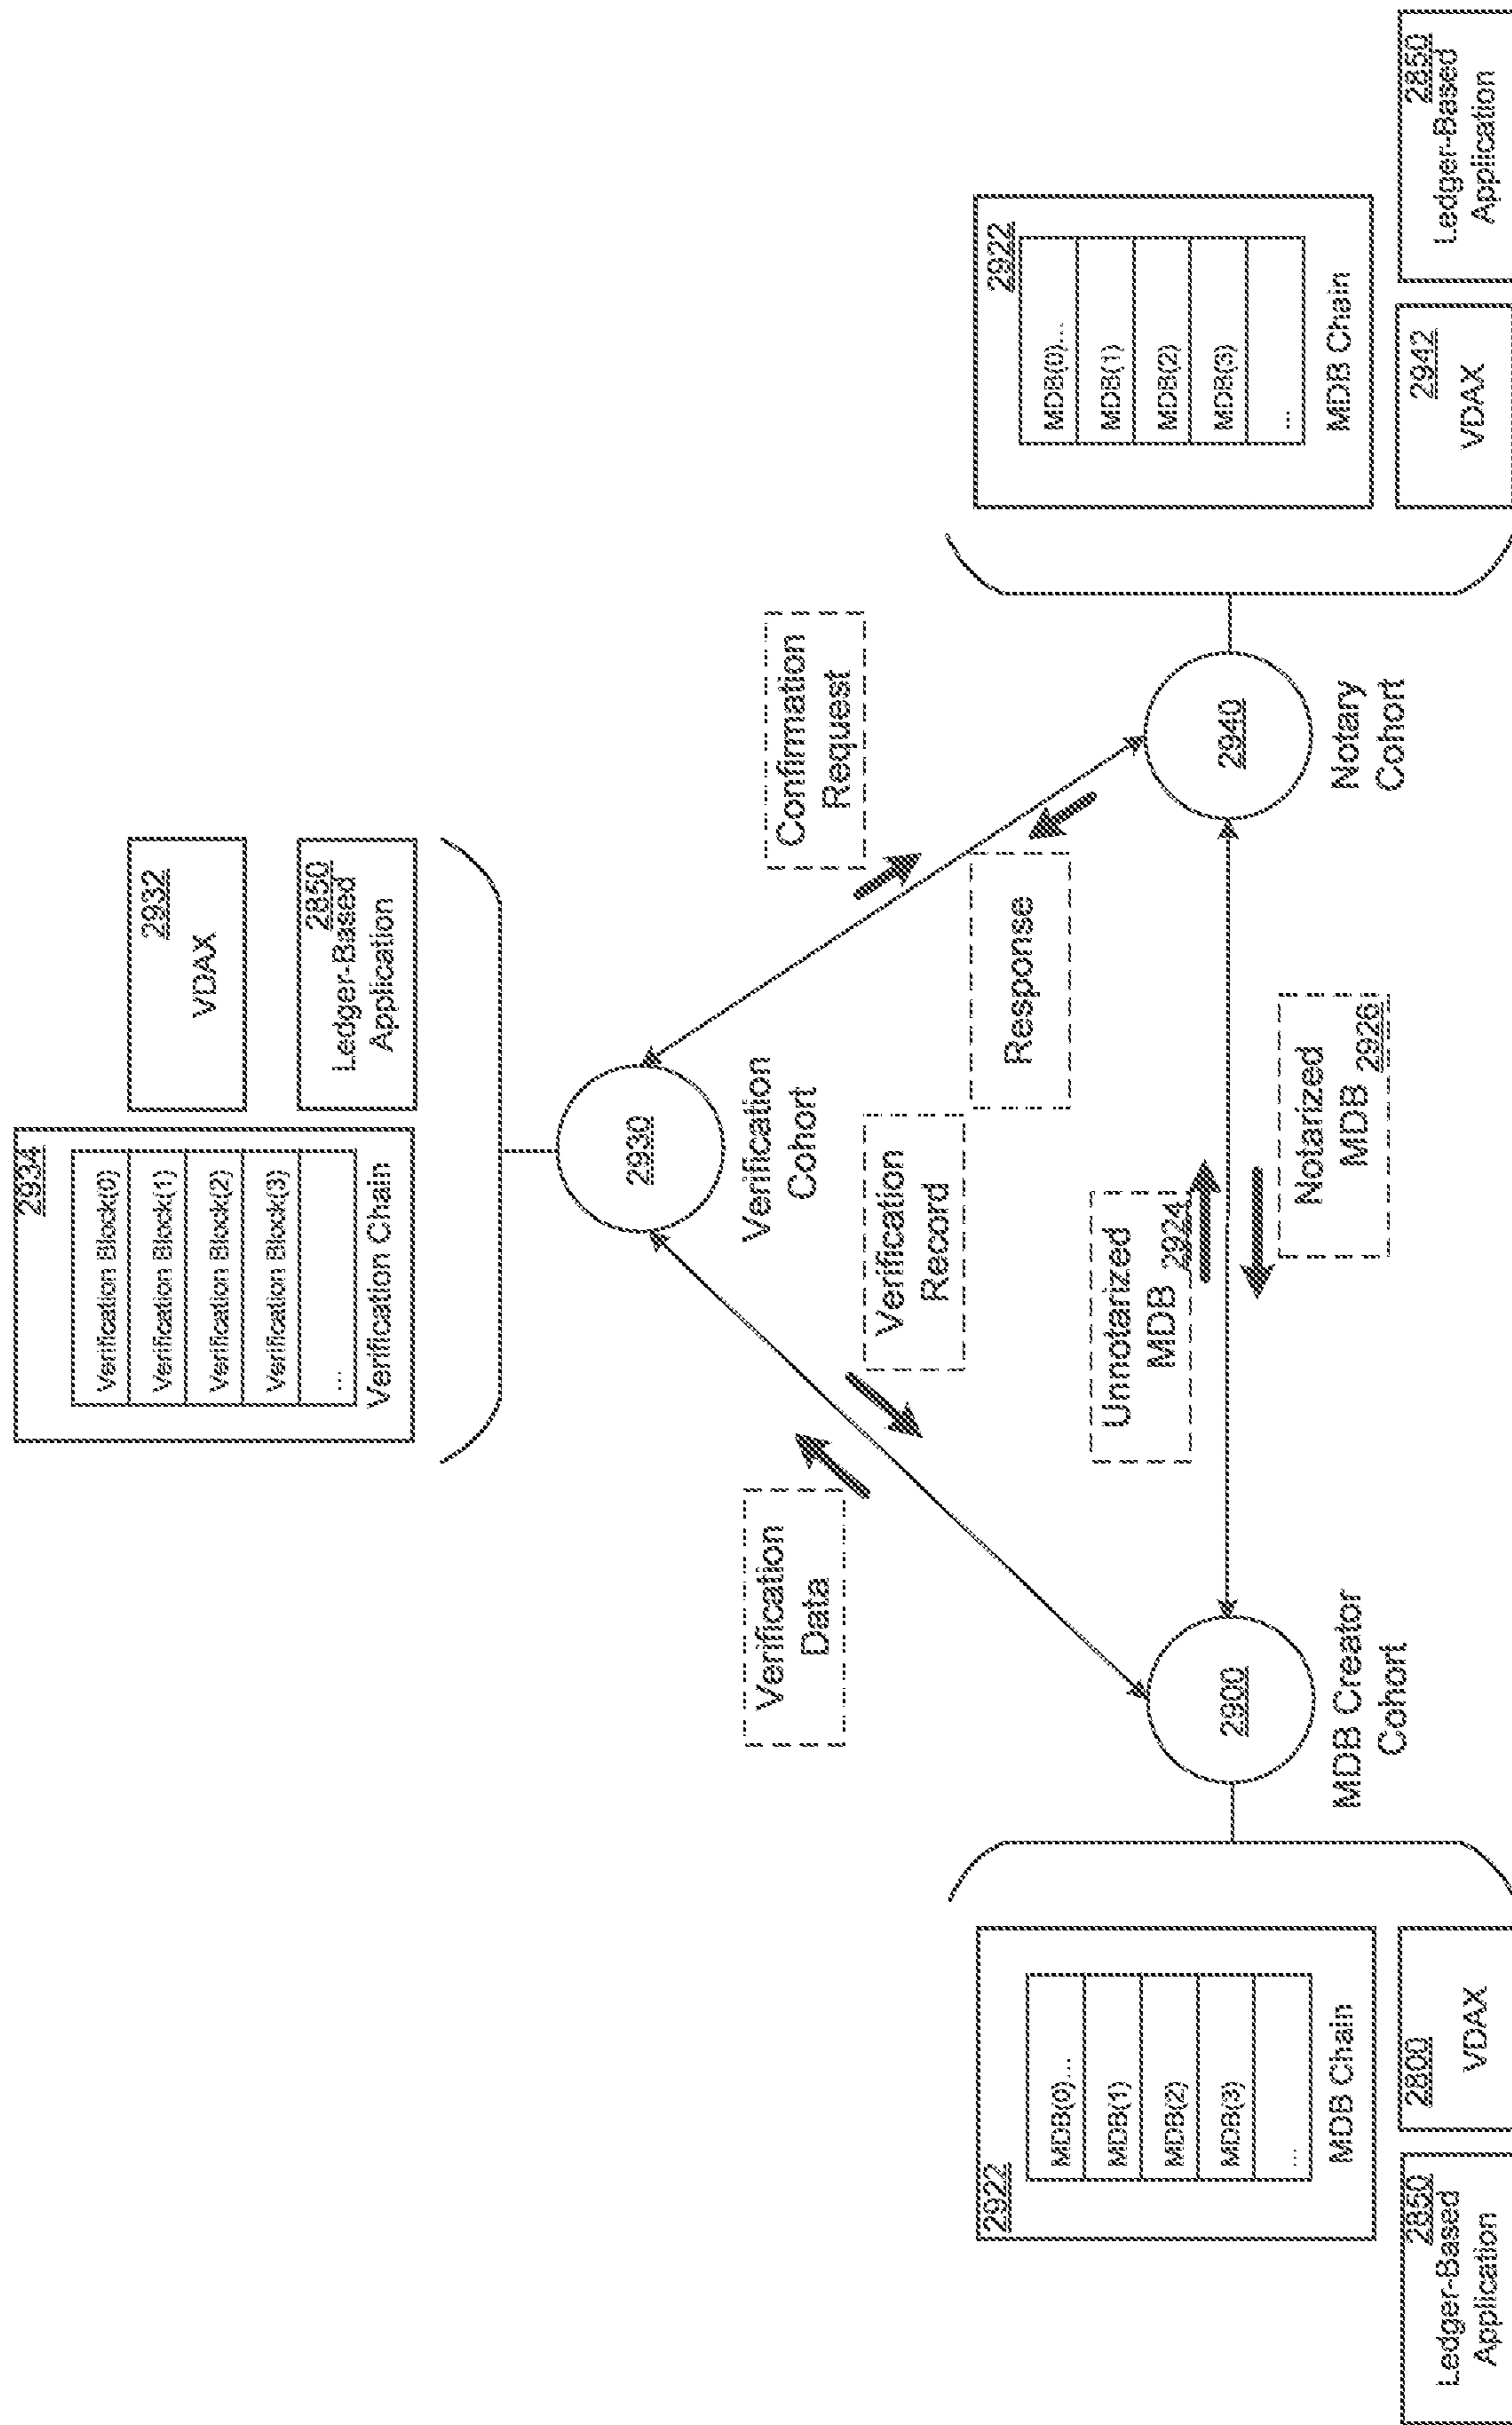 2934
Verification Block(0)
Verification Block(1)
Verification Block(2)
Verification Block(3)
...
Verification Chain
2932
VDAX
2850
Ledger-Based
Application
2930
Verification
Cohort
Verification
Data
Verification
Record
Confirmation
Request
Response
Unnotarized
MDB 2924
Notarized
MDB 2926
2922
MDB(0)...
MDB(1)
MDB(2)
MDB(3)
...
MDB Chain
2850
Ledger-Based
Application
2800
VDAX
2900
MDB Creator
Cohort
2940
Notary
Cohort
2922
MDB(0)...
MDB(1)
MDB(2)
MDB(3)
...
MDB Chain
2942
VDAX
2850
Ledger-Based
Application